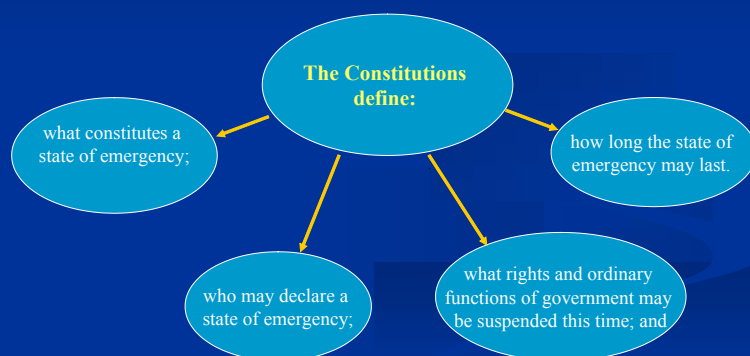 The Constitutions
define:
what constitutes a
state of emergency;
who may declare a
state of emergency;
what rights and ordinary
functions of government may
be suspended this time; and
how long the state of
emergency may last.